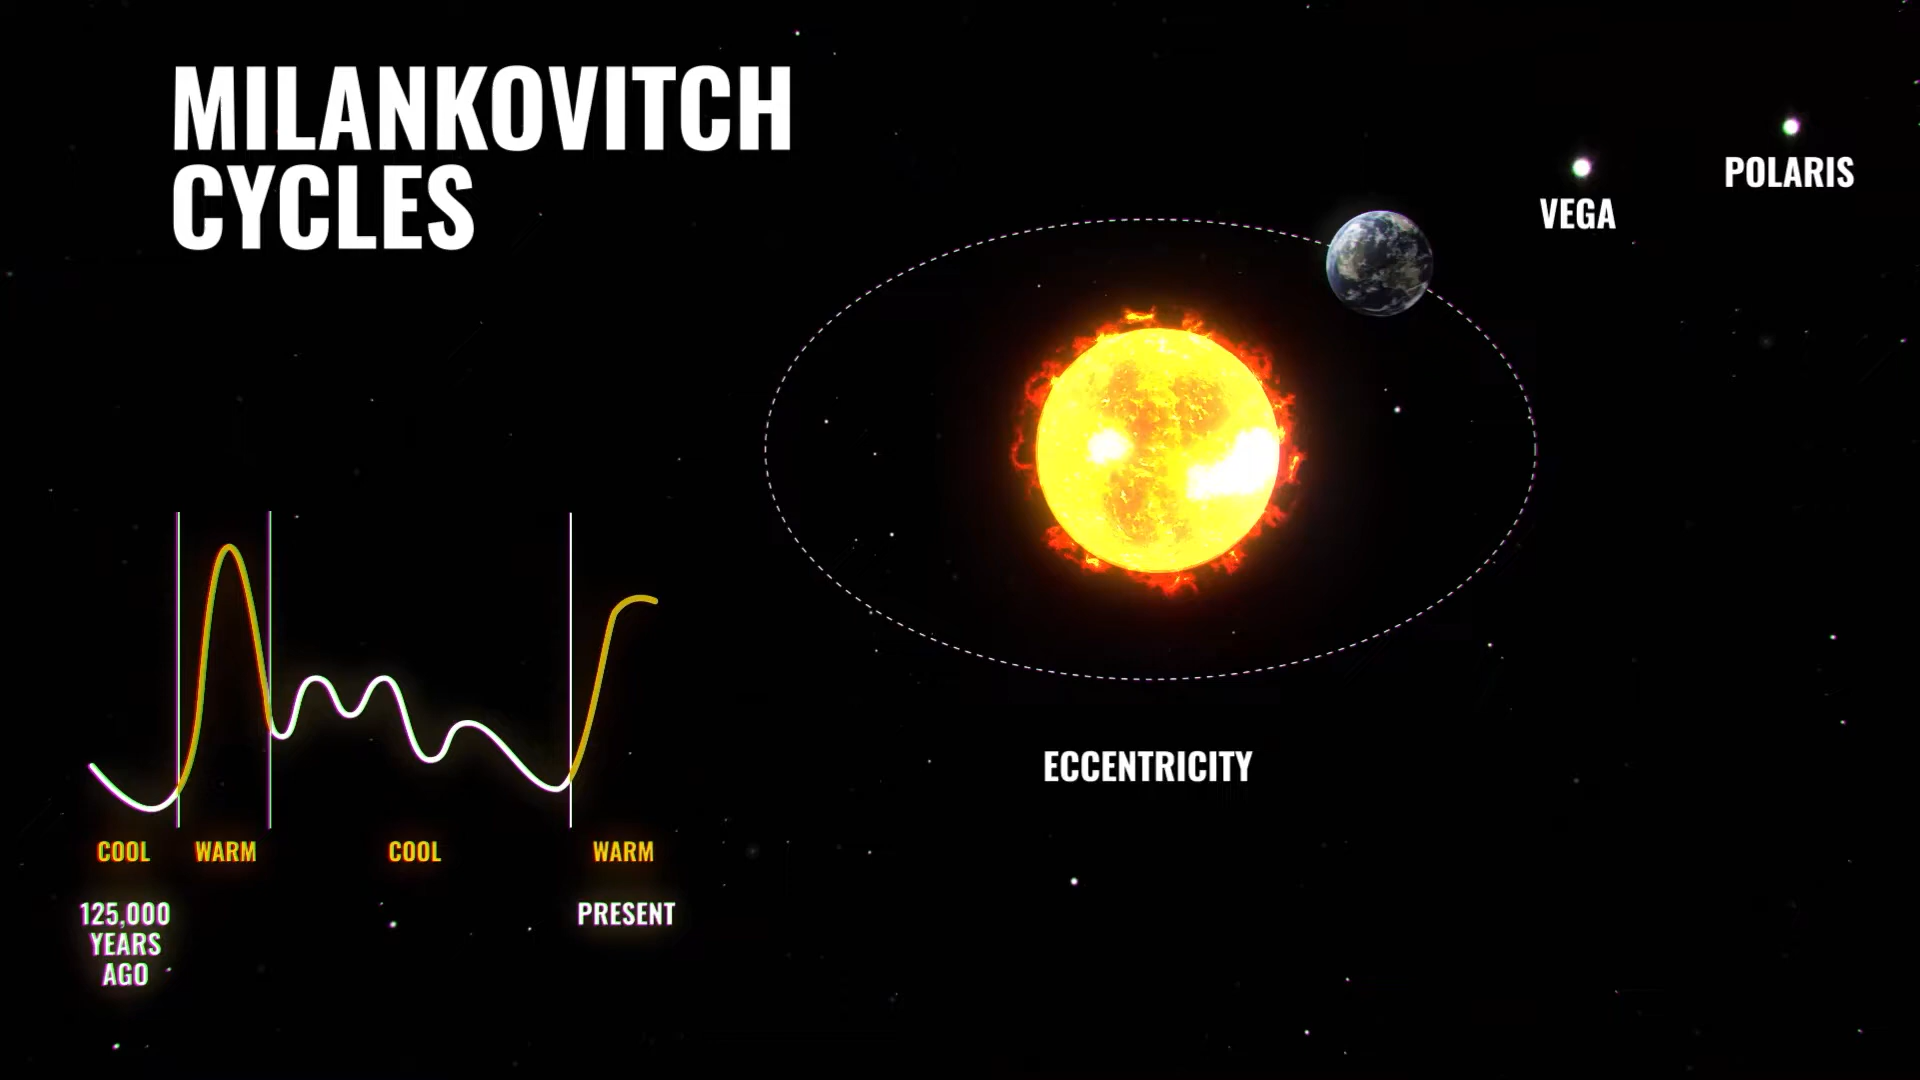 MILANKOVITCH
CYCLES
POLARIS
VEGA
ECCENTRICITY
COOL
WARM
COOL
WARM
125,000
YEARS
AGO
PRESENT